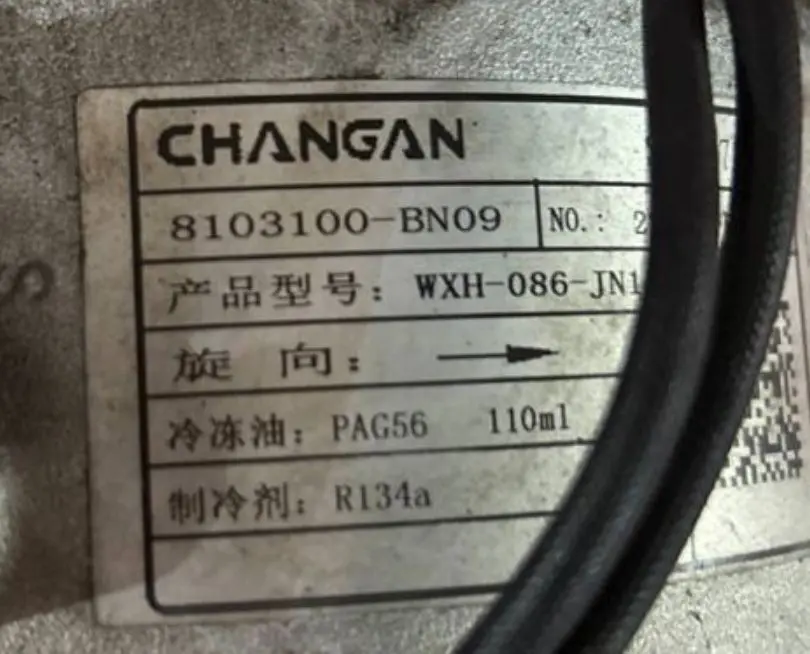 CHANGAN
8103100-BN09 NO.: 2
产品型号: WXH-086-JN1
旋 向:
冷冻油: PAG56 110ml
制冷剂: R134a